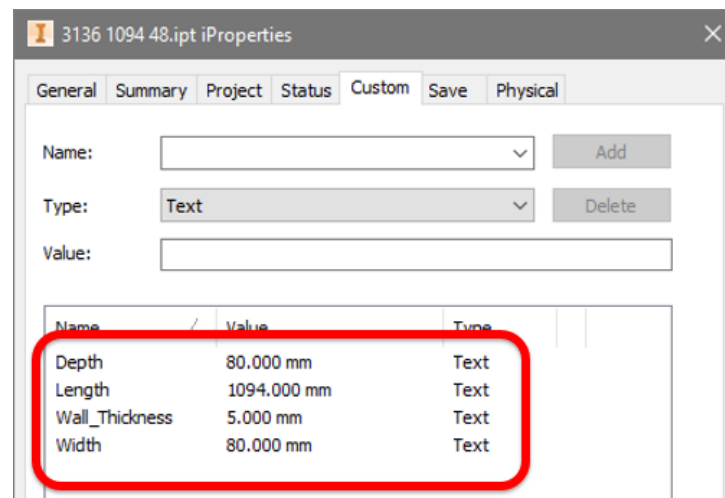 3136 1094 48.ipt iProperties
General Summary Project Status Custom Save Physical
Name: Add
Type: Text Delete
Value:
Name Value Type
Depth 80.000 mm Text
Length 1094.000 mm Text
Wall_Thickness 5.000 mm Text
Width 80.000 mm Text